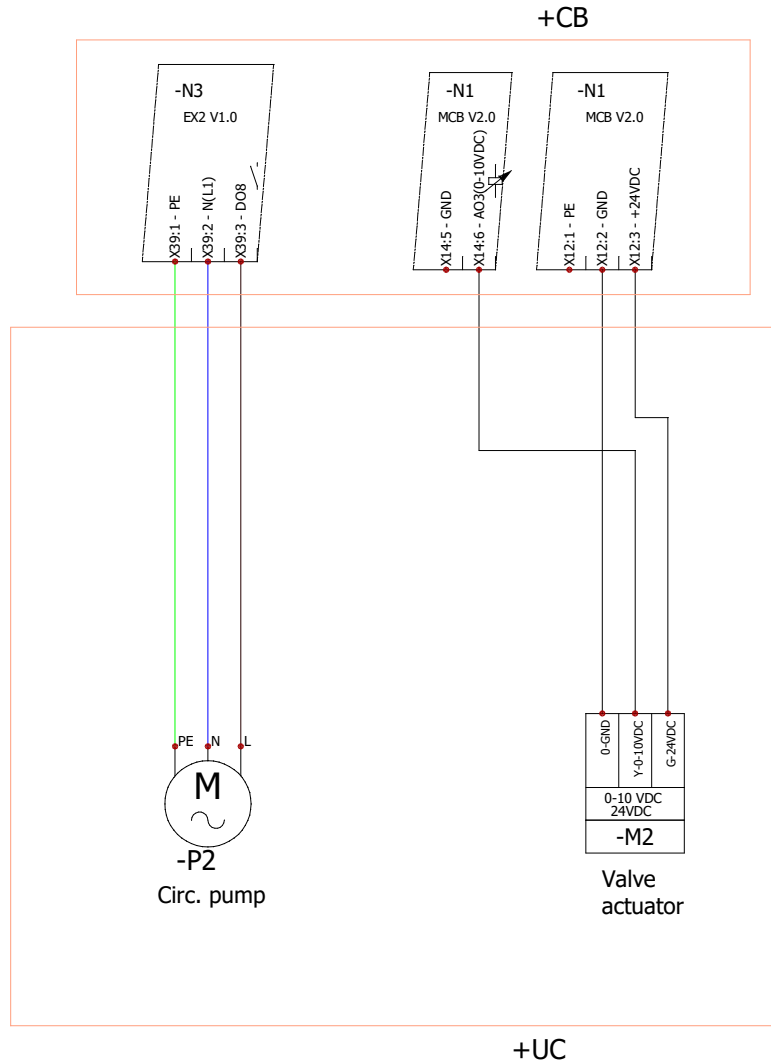 +CB
-N3
EX2 V1.0
X39:1 - PE
X39:2 - N(L1)
X39:3 - DO8
-N1
MCB V2.0
X14:5 - GND
X14:6 - AO3(0-10VDC)
-N1
MCB V2.0
X12:1 - PE
X12:2 - GND
X12:3 - +24VDC
PE
N
L
M
-P2
Circ. pump
0-GND
Y-0-10VDC
G-24VDC
0-10 VDC
24VDC
-M2
Valve
actuator
+UC